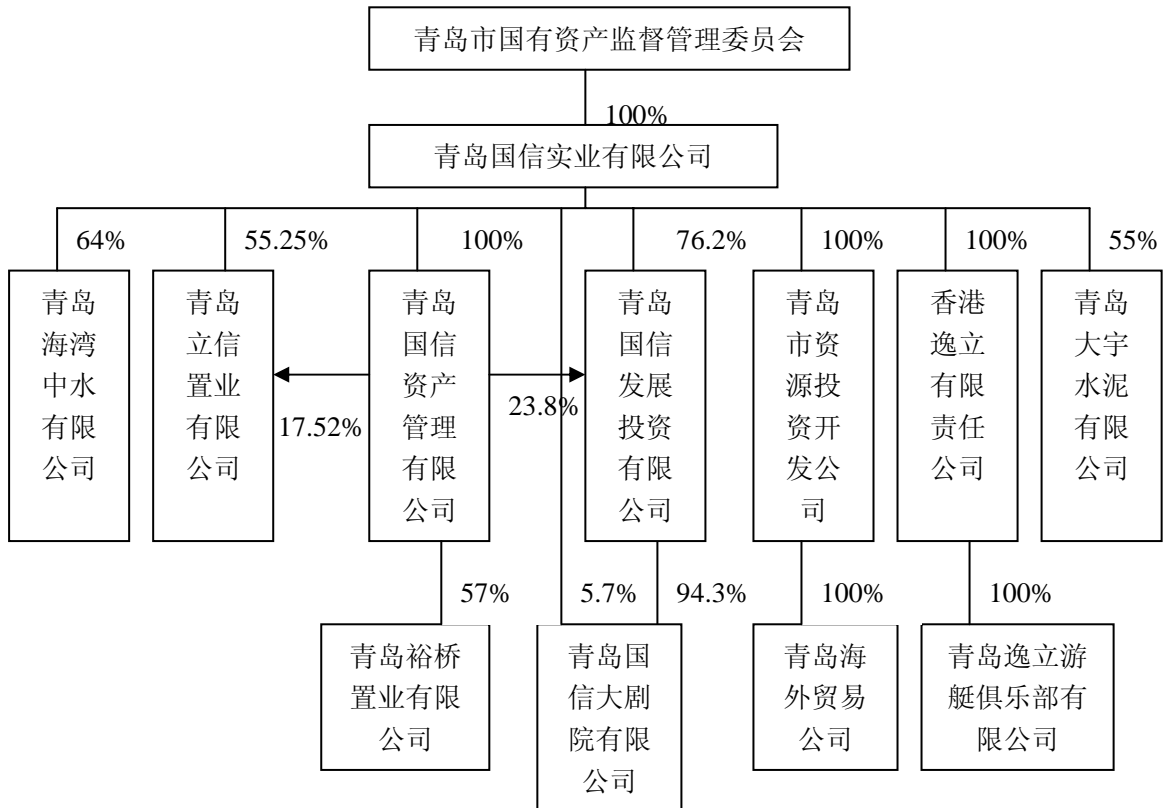 青岛市国有资产监督管理委员会
100%
青岛国信实业有限公司
64%
55.25%
100%
76.2%
100%
100%
55%
青岛
海湾
中水
有限
公司
青岛
立信
置业
有限
公司
17.52%
青岛
国信
资产
管理
有限
公司
23.8%
青岛
国信
发展
投资
有限
公司
青岛
市资
源投
资开
发公
司
香港
逸立
有限
责任
公司
青岛
大宇
水泥
有限
公司
57%
5.7%
94.3%
100%
100%
青岛裕桥
置业有限
公司
青岛国
信大剧
院有限
公司
青岛海
外贸易
公司
青岛逸立游
艇俱乐部有
限公司